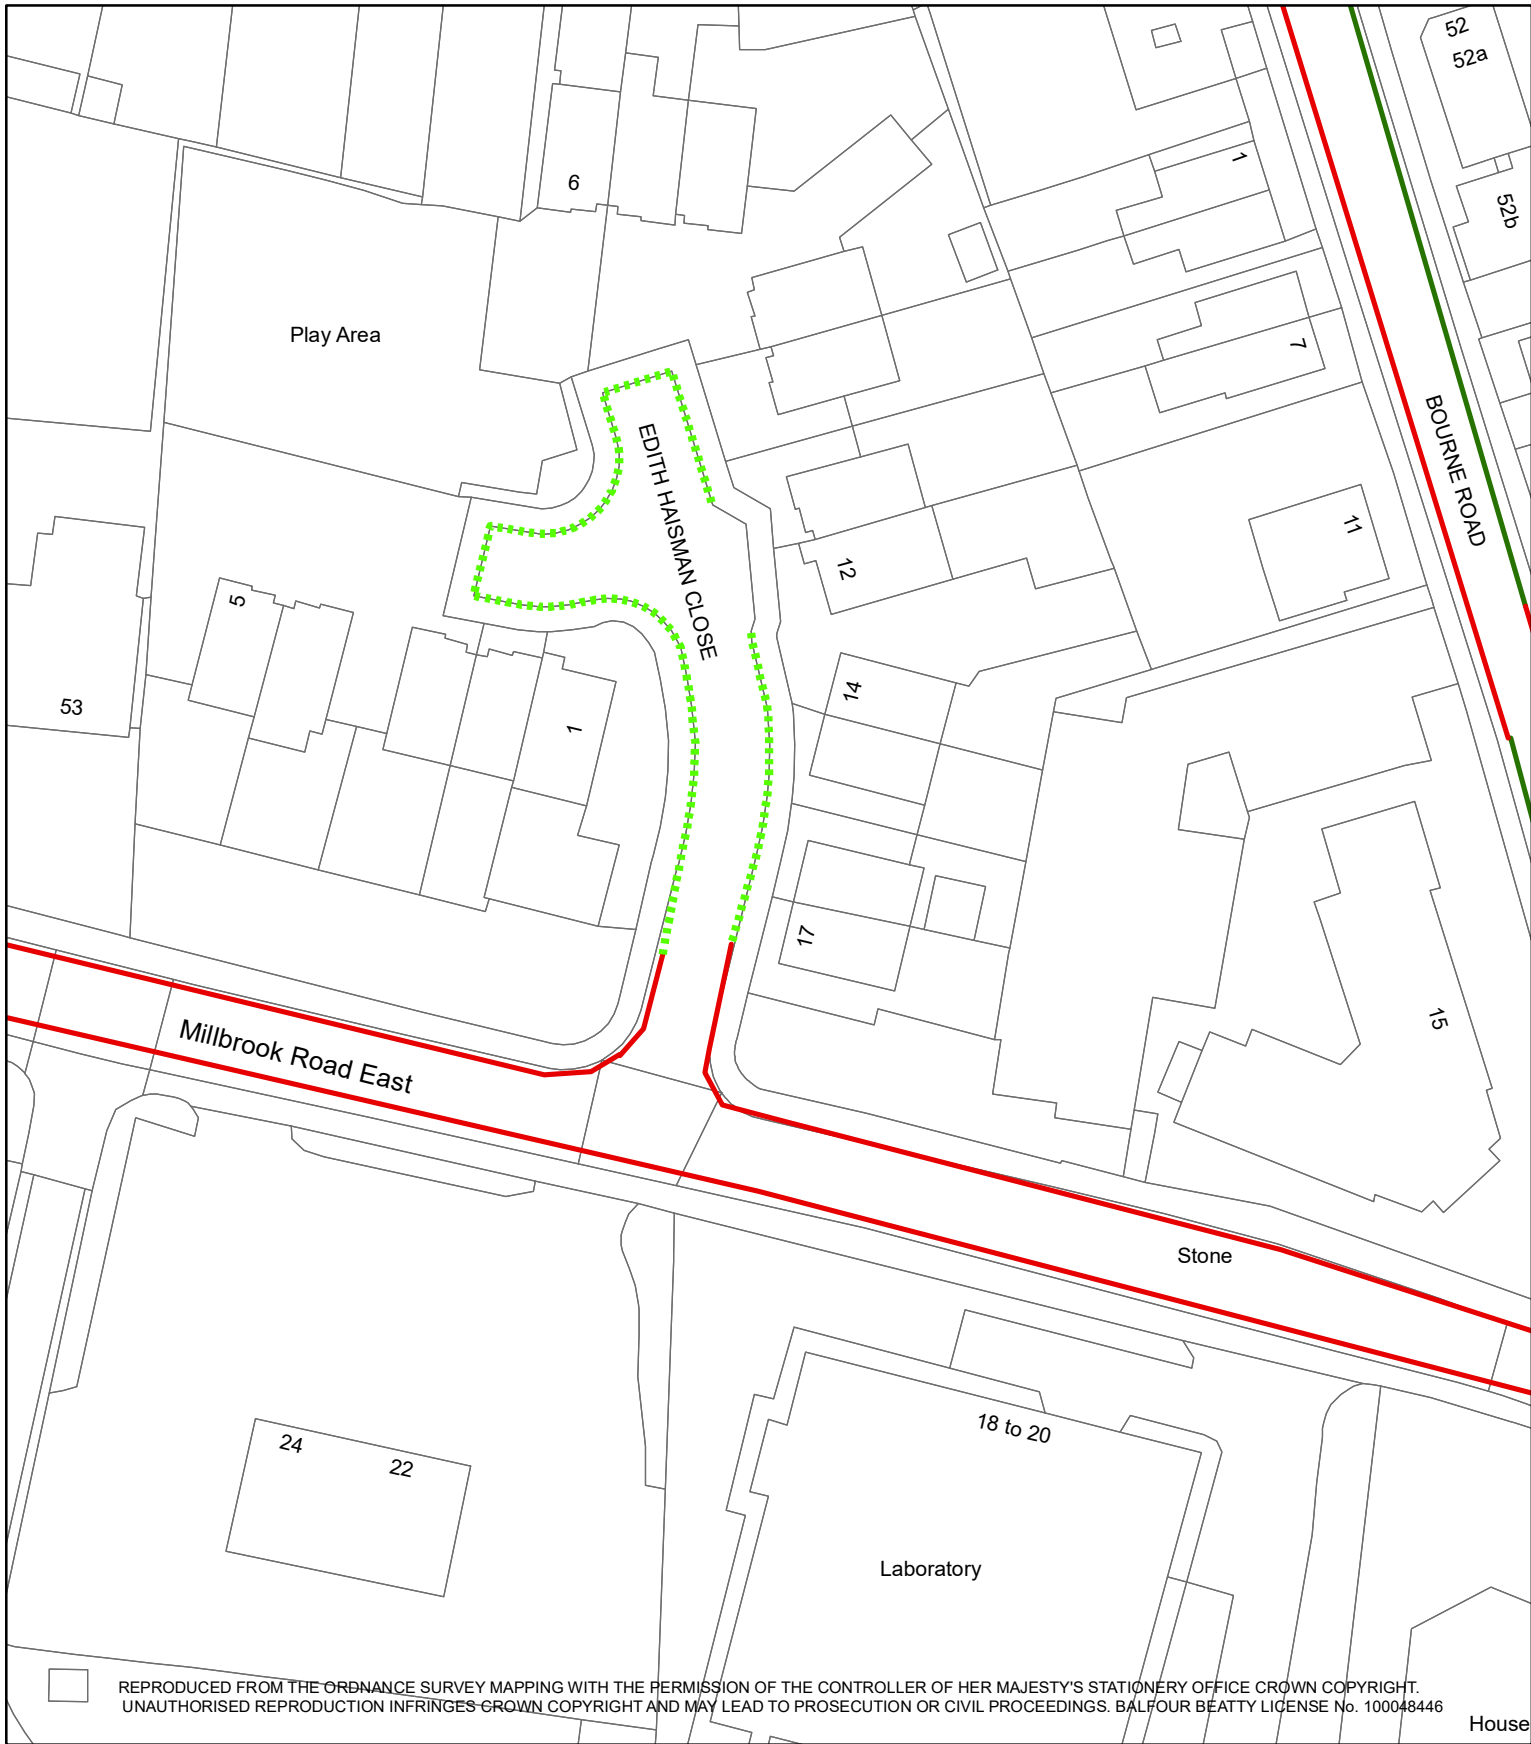 52
52a
1
6
52b
Play Area
7
EDITH HAISMAN CLOSE
BOURNE ROAD
11
12
5
14
53
1
17
15
Millbrook Road East
Stone
18 to 20
24
22
Laboratory
REPRODUCED FROM THE ORDNANCE SURVEY MAPPING WITH THE PERMISSION OF THE CONTROLLER OF HER MAJESTY'S STATIONERY OFFICE CROWN COPYRIGHT.
UNAUTHORISED REPRODUCTION INFRINGES CROWN COPYRIGHT AND MAY LEAD TO PROSECUTION OR CIVIL PROCEEDINGS. BALFOUR BEATTY LICENSE No. 100048446
House